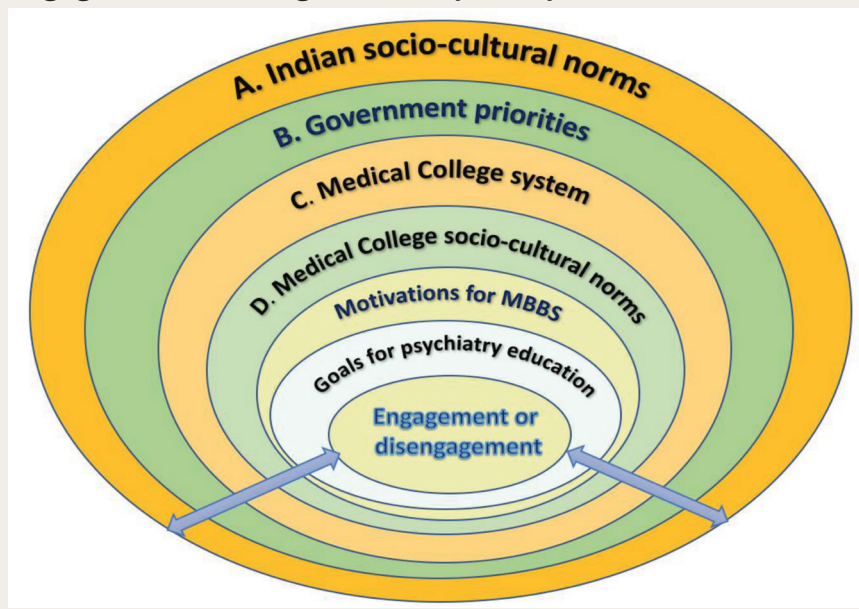 A. Indian socio-cultural norms
B. Government priorities
C. Medical College system
D. Medical College socio-cultural norms
Motivations for MBBS
Goals for psychiatry education
Engagement or
disengagement